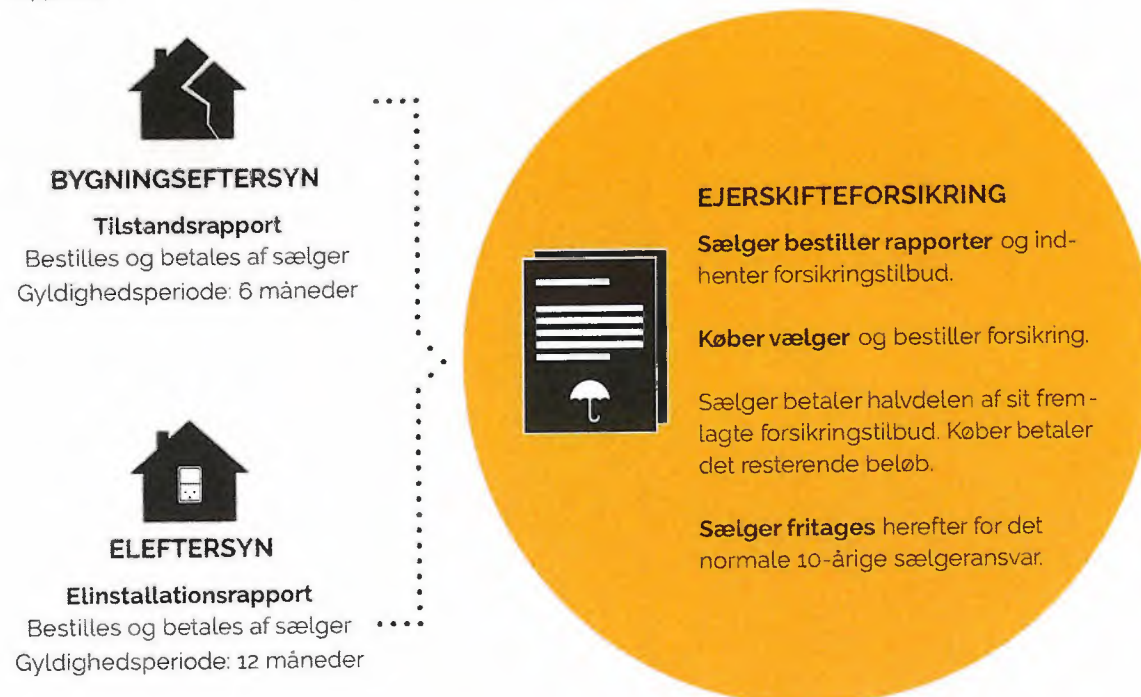 BYGNINGSEFTERSYN
Tilstandsrapport
Bestilles og betales af sælger
Gyldighedsperiode: 6 måneder
ELEFTERSYN
Elinstallationsrapport
Bestilles og betales af sælger
Gyldighedsperiode: 12 måneder
EJERSKIFTEFORSIKRING
Sælger bestiller rapporter og ind-
henter forsikringstilbud.
Køber vælger og bestiller forsikring.
Sælger betaler halvdelen af sit frem-
lagte forsikringstilbud. Køber betaler
det resterende beløb.
Sælger fritages herefter for det
normale 10-årige sælgeransvar.